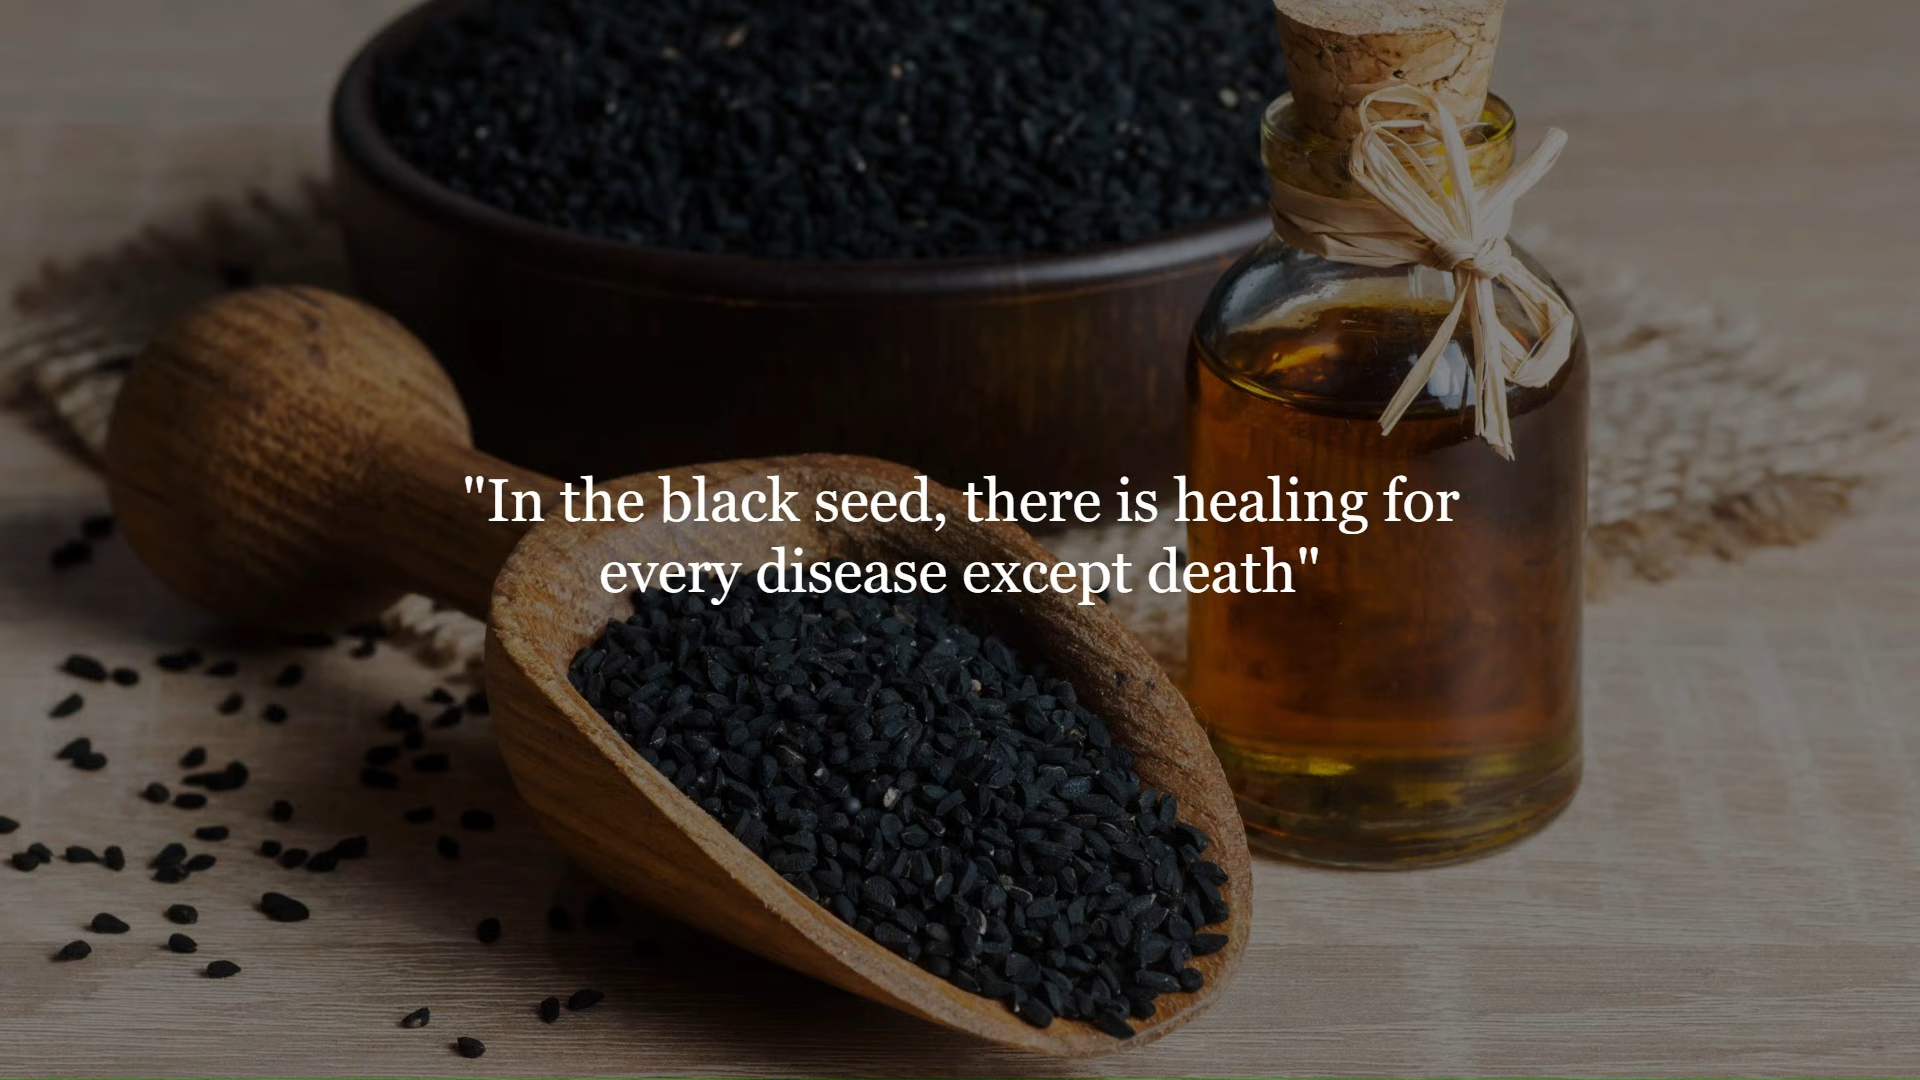 "In the black seed, there is healing for
every disease except death"